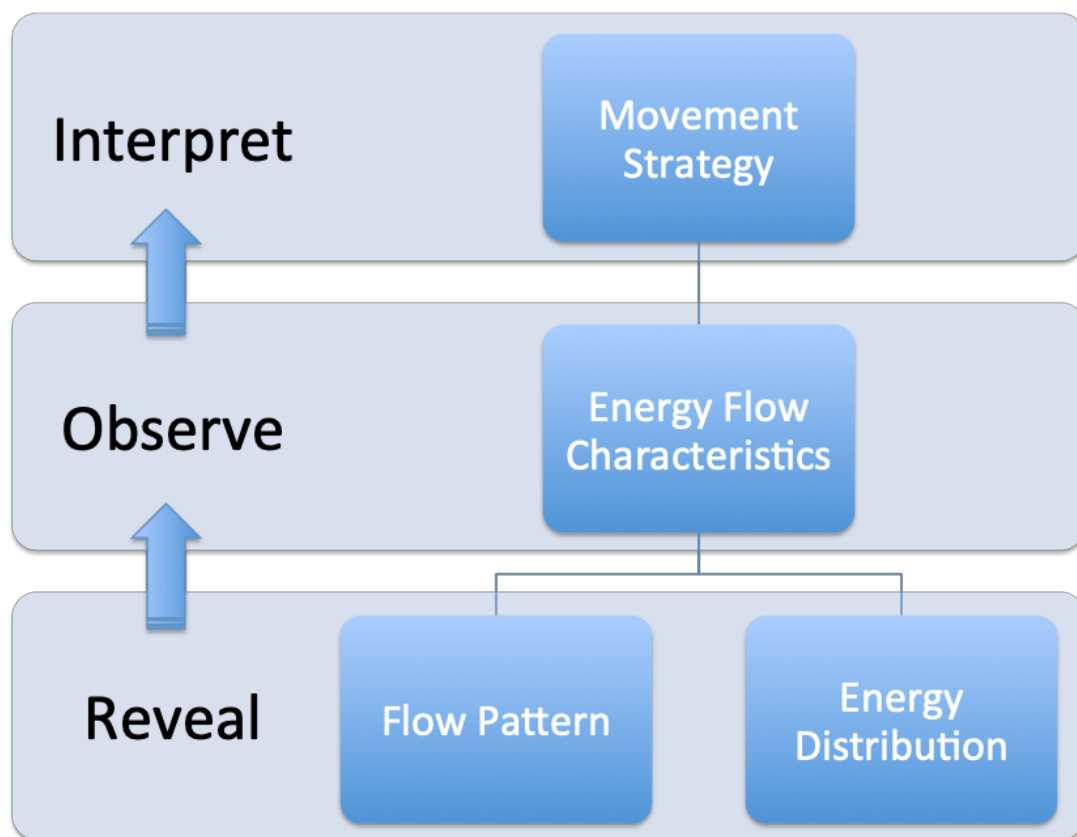 Interpret
Movement
Strategy
Observe
Energy Flow
Characteristics
Reveal
Flow Pattern
Energy
Distribution